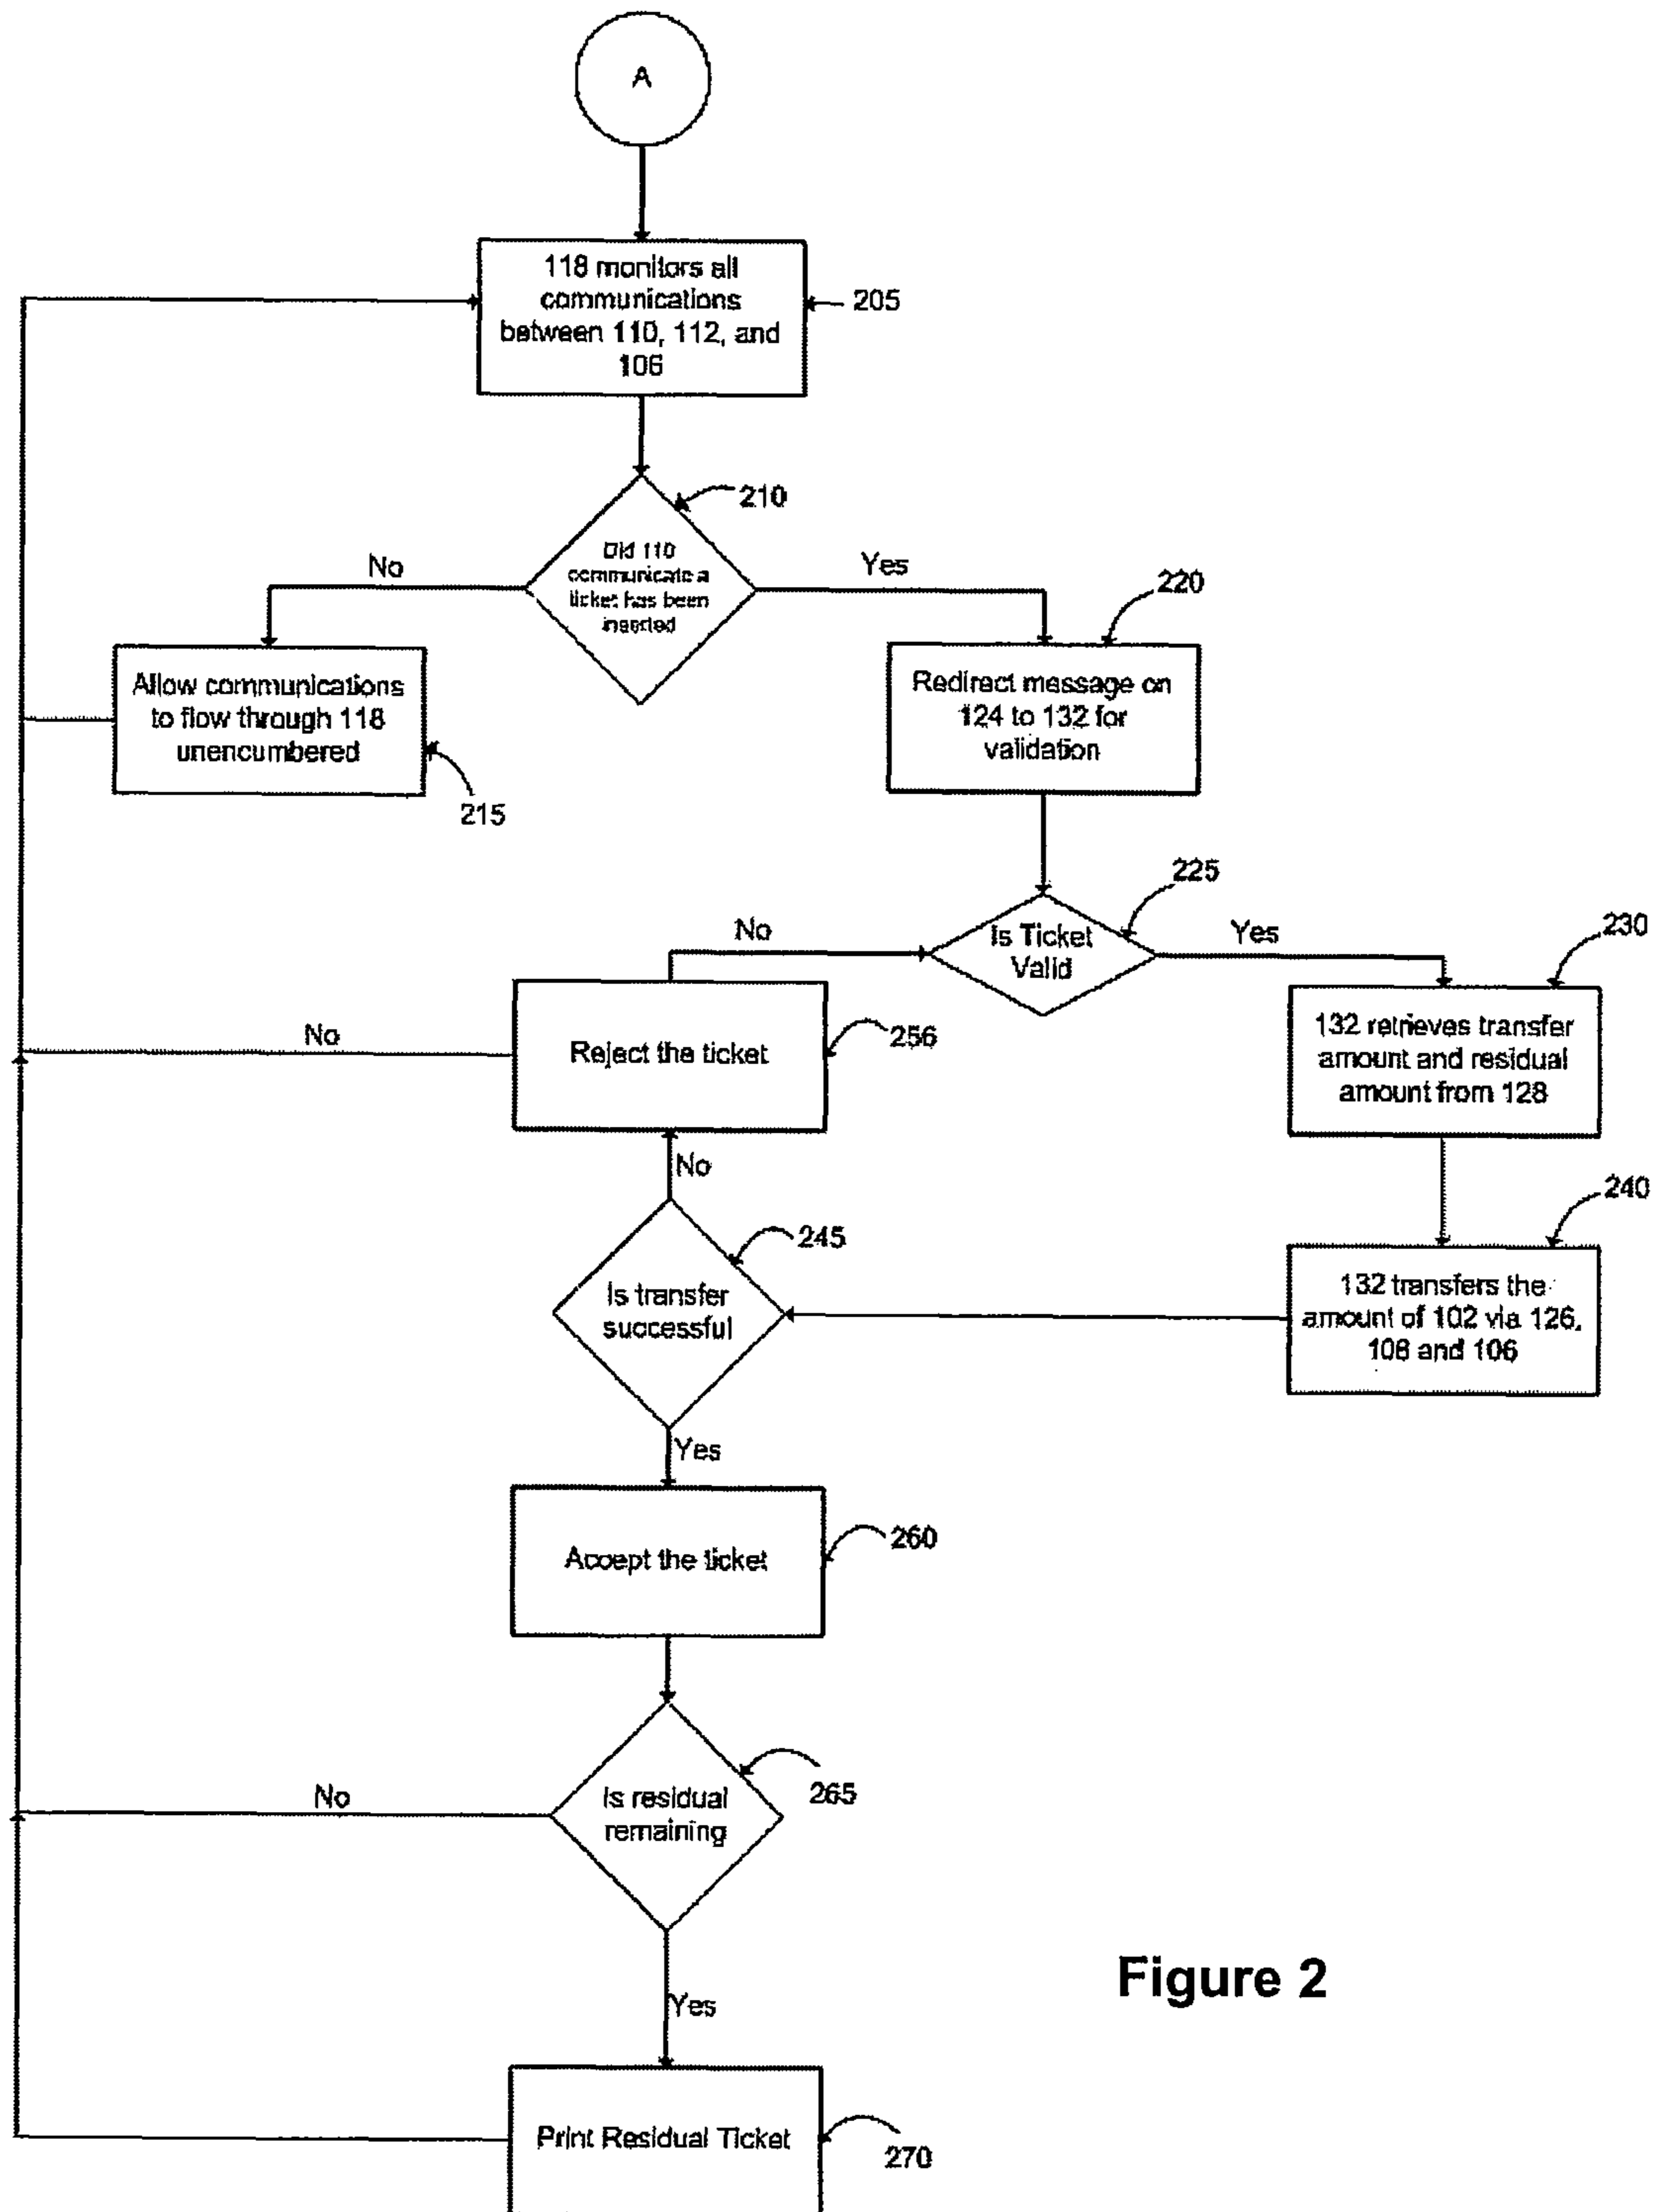 A
118 monitors all
communications
between 110, 112, and
106
205
210
Did 110
communicate a
ticket has been
inserted
No
Yes
220
Allow communications
to flow through 118
unencumbered
215
Redirect message on
124 to 132 for
validation
225
Is Ticket
Valid
No
Yes
230
132 retrieves transfer
amount and residual
amount from 128
Reject the ticket
256
No
No
240
132 transfers the
amount of 102 via 126,
108 and 106
245
Is transfer
successful
Yes
Accept the ticket
260
Is residual
remaining
265
No
Yes
Print Residual Ticket
270
Figure 2